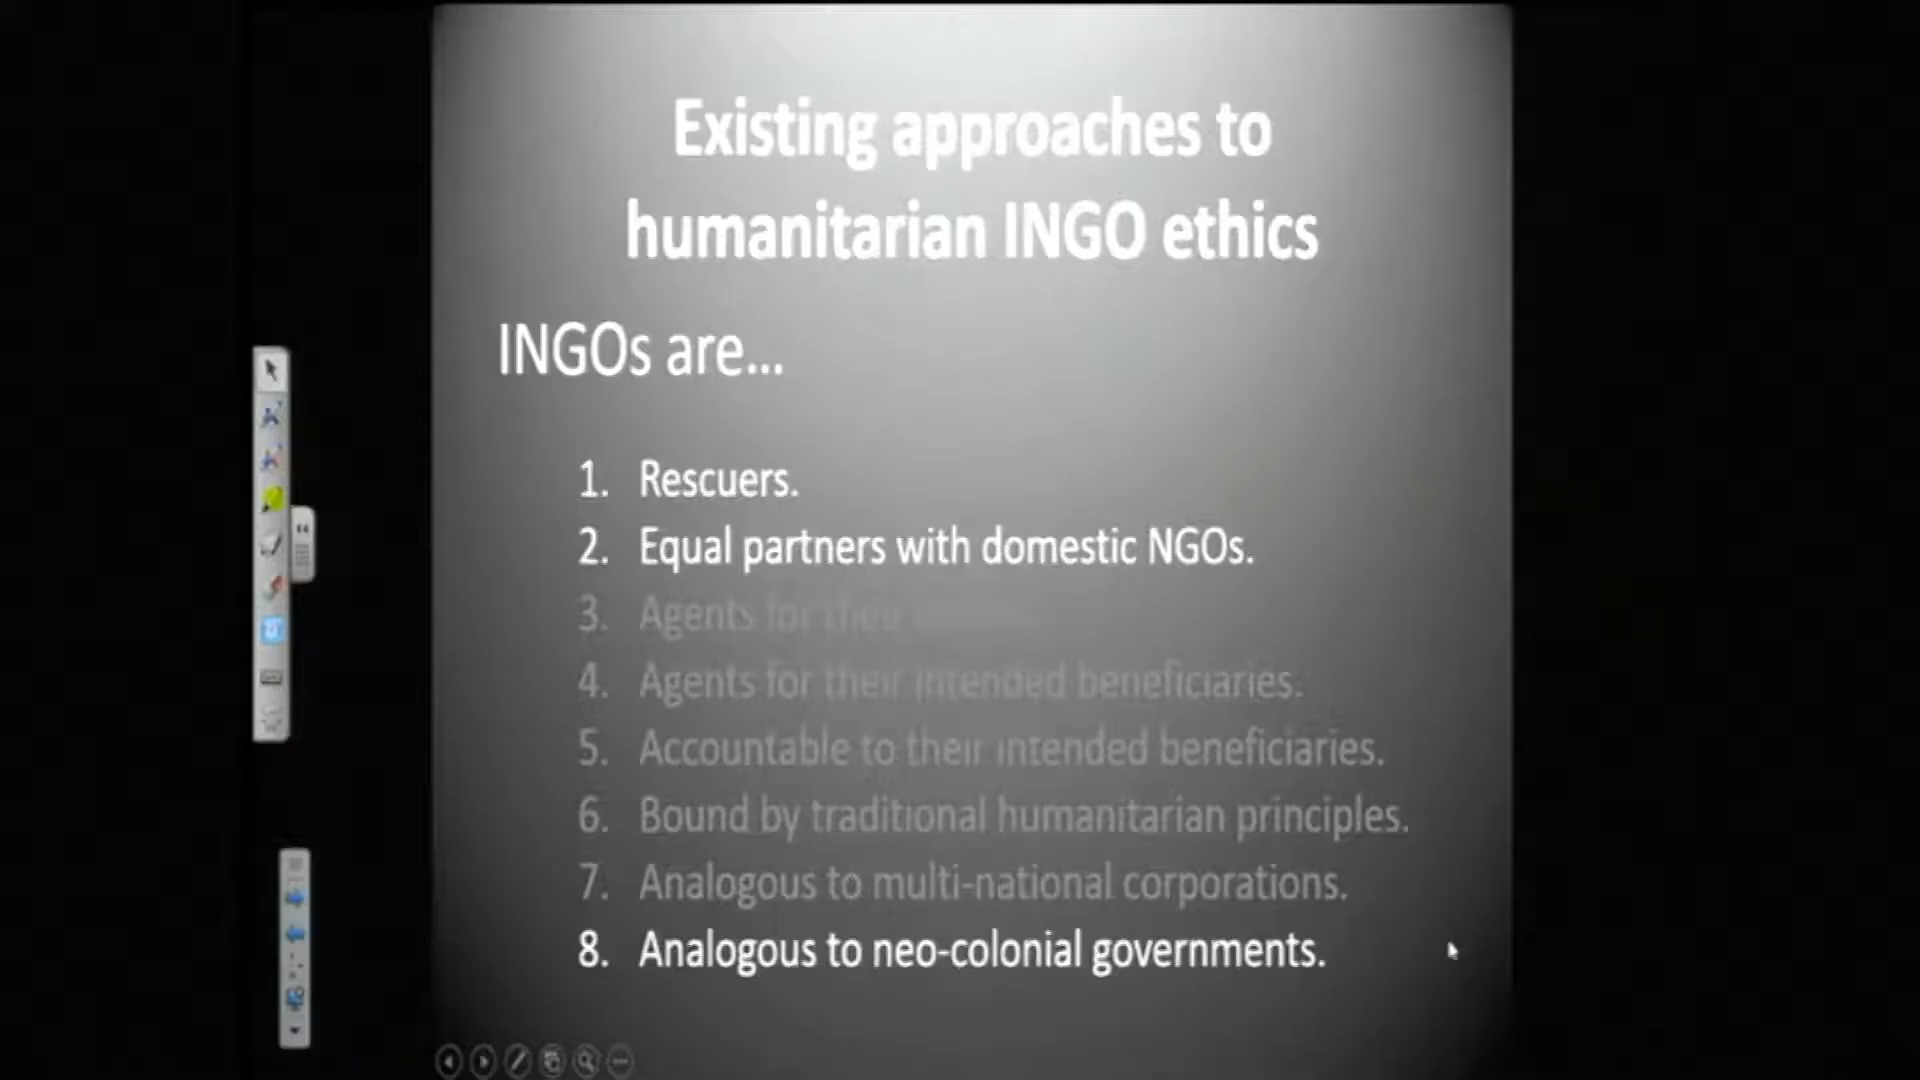 Existing approaches to
humanitarian INGO ethics
INGOs are...
1. Rescuers.
2. Equal partners with domestic NGOs.
3. Agents for their
4. Agents for their intended beneficiaries.
5. Accountable to their intended beneficiaries.
6. Bound by traditional humanitarian principles.
7. Analogous to multi-national corporations.
8. Analogous to neo-colonial governments.